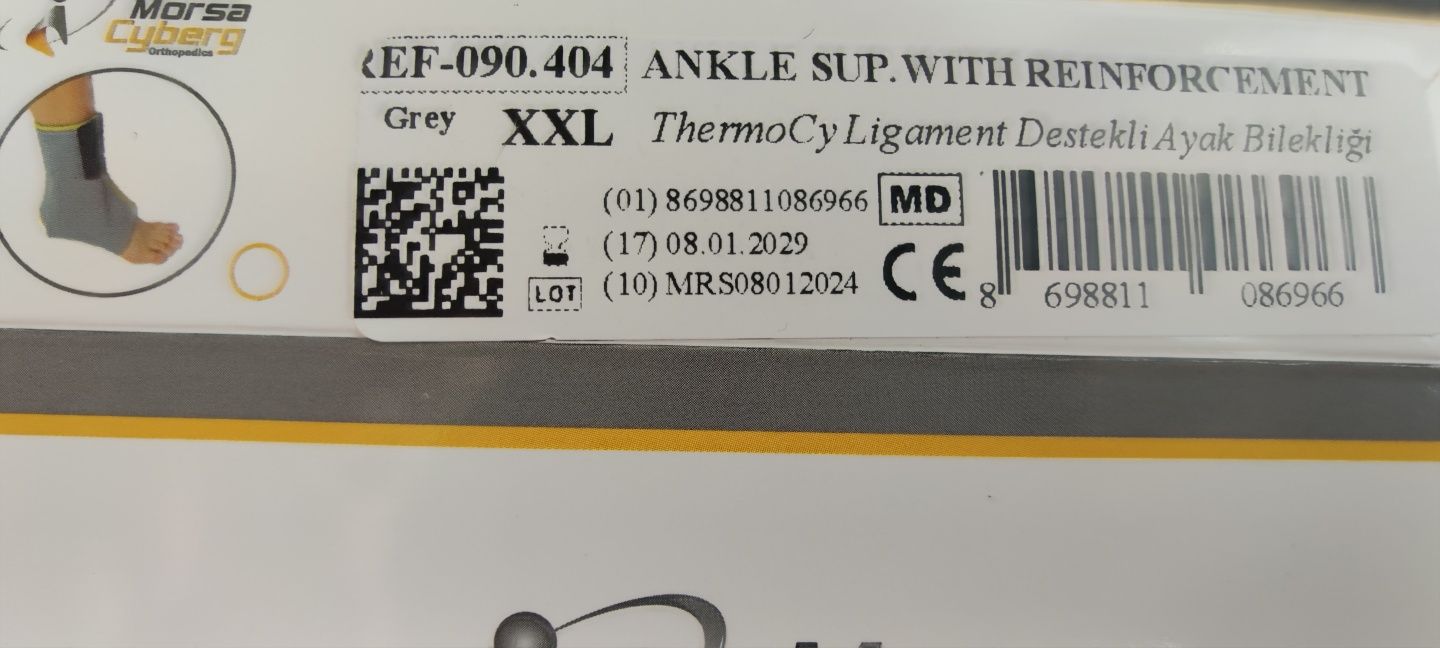 Morsa
Cyberg
Orthopedics
REF-090.404 ANKLE SUP. WITH REINFORCEMENT
Grey XXL ThermoCy Ligament Destekli Ayak Bilekliği
(01) 8698811086966 MD
(17) 08.01.2029
LOT (10) MRS08012024 CE
8 698811 086966